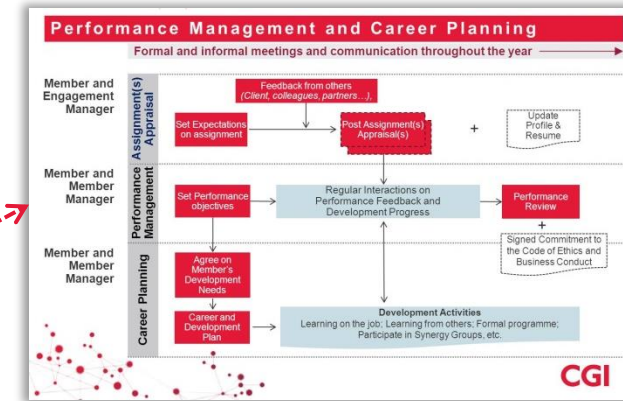 Performance Management and Career Planning
Formal and informal meetings and communication throughout the year
Member and
Engagement
Manager
Assignment(s)
Appraisal
Feedback from others
(Client, colleagues, partners…),
Set Expectations
on assignment
Post Assignment(s)
Appraisal(s)
+
Update
Profile &
Resume
Member and
Member
Manager
Performance
Management
Set Performance
objectives
Regular Interactions on
Performance Feedback and
Development Progress
Performance
Review
+
Signed Commitment to
the Code of Ethics and
Business Conduct
Member and
Member
Manager
Career Planning
Agree on
Member's
Development
Needs
Career and
Development
Plan
Development Activities
Learning on the job; Learning from others; Formal programme;
Participate in Synergy Groups, etc.
CGI